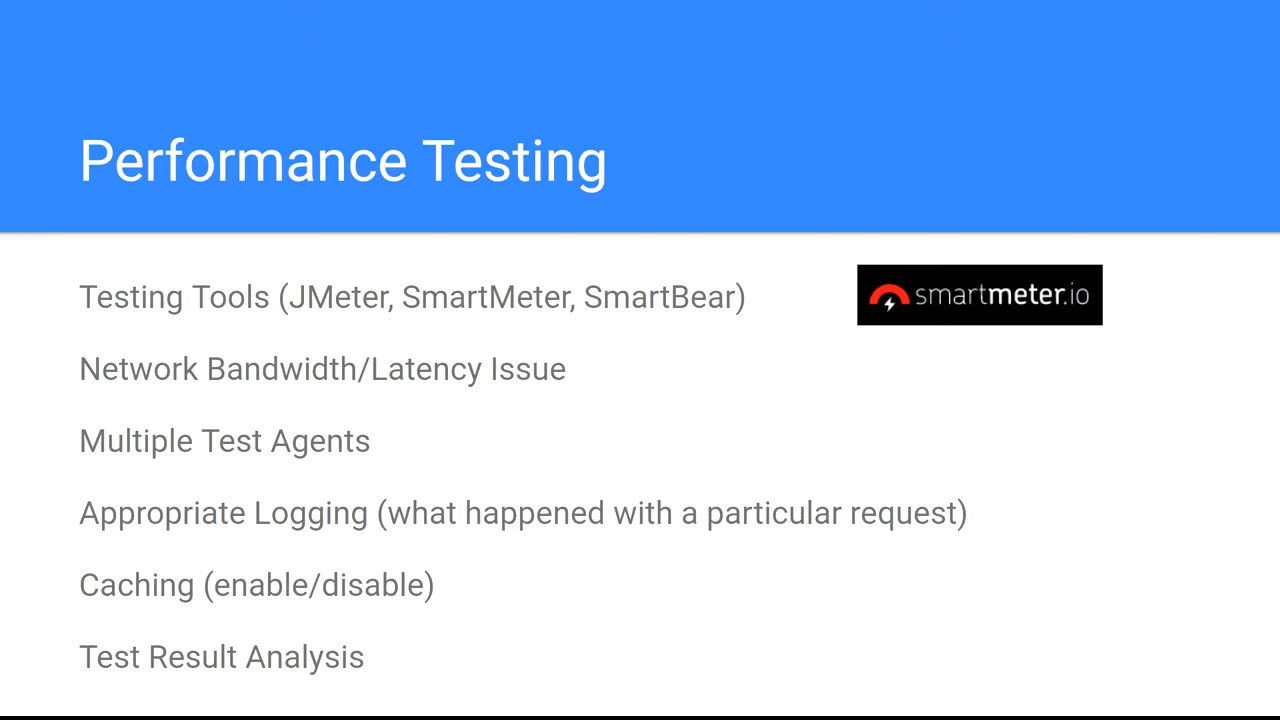 Performance Testing
Testing Tools (JMeter, SmartMeter, SmartBear)
smartmeter.io
Network Bandwidth/Latency Issue
Multiple Test Agents
Appropriate Logging (what happened with a particular request)
Caching (enable/disable)
Test Result Analysis